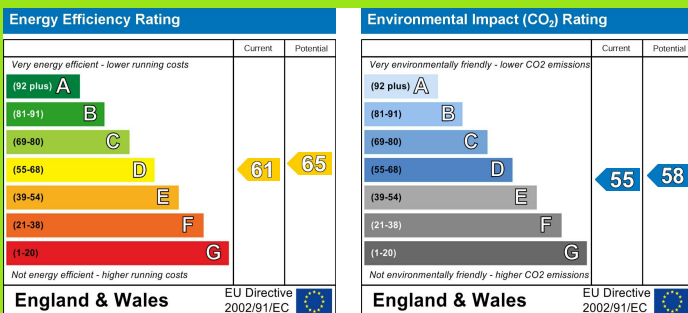 Energy Efficiency Rating
Current Potential
Very energy efficient - lower running costs
(92 plus) A
(81-91) B
(69-80) C
(55-68) D
(39-54) E
(21-38) F
(1-20) G
61
65
Not energy efficient - higher running costs
England & Wales
EU Directive
2002/91/EC
Environmental Impact (CO₂) Rating
Current Potential
Very environmentally friendly - lower CO2 emissions
(92 plus) A
(81-91) B
(69-80) C
(55-68) D
(39-54) E
(21-38) F
(1-20) G
55
58
Not environmentally friendly - higher CO2 emissions
England & Wales
EU Directive
2002/91/EC